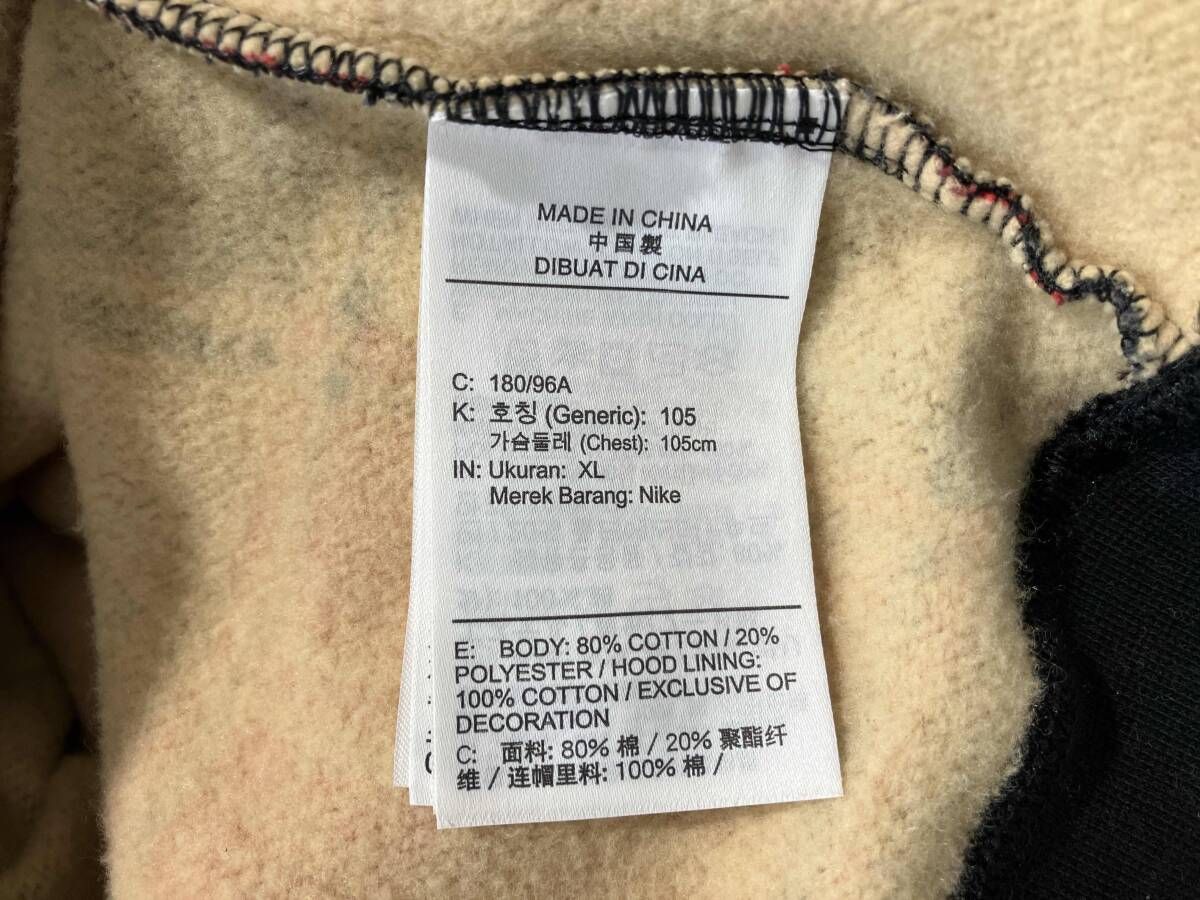 MADE IN CHINA
中国製
DIBUAT DI CINA
C: 180/96A
K: 호칭 (Generic): 105
가슴둘레 (Chest): 105cm
IN: Ukuran: XL
Merek Barang: Nike
E: BODY: 80% COTTON / 20%
POLYESTER / HOOD LINING:
100% COTTON / EXCLUSIVE OF
DECORATION
C: 面料: 80% 棉 / 20% 聚酯纤
维 / 连帽里料: 100% 棉 /